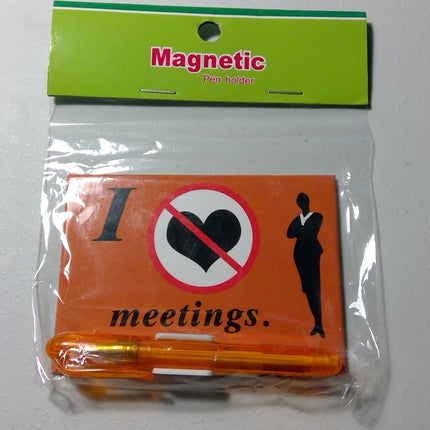 Magnetic
Pen holder
I
meetings.